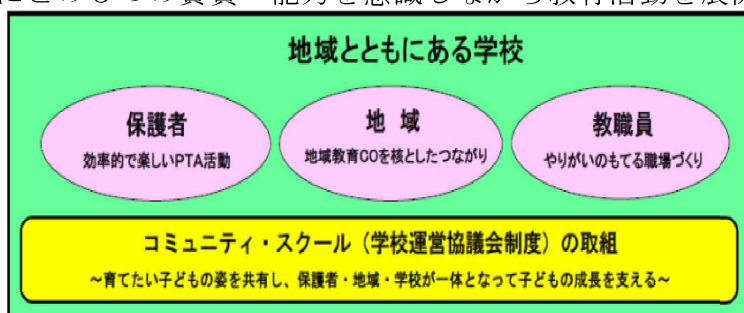 地域とともにある学校
保護者
効率的で楽しいPTA活動
地　域
地域教育COを核としたつながり
教職員
やりがいのもてる職場づくり
コミュニティ・スクール（学校運営協議会制度）の取組
～育てたい子どもの姿を共有し、保護者・地域・学校が一体となって子どもの成長を支える～